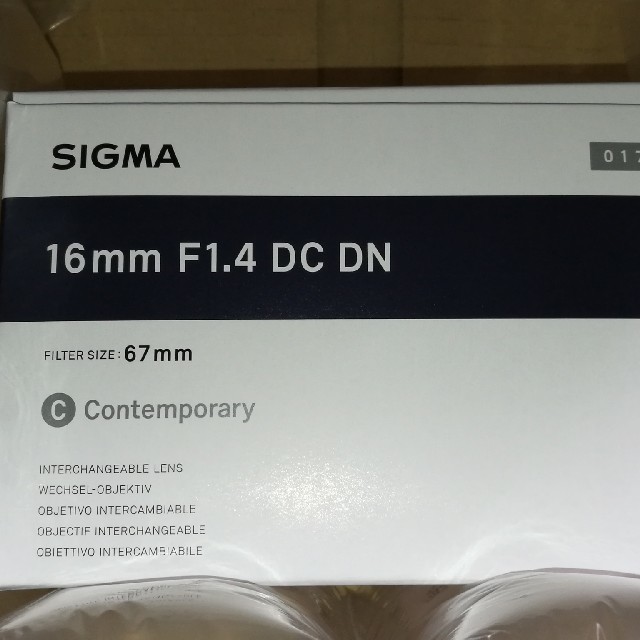 SIGMA
017
16mm F1.4 DC DN
FILTER SIZE: 67mm
C Contemporary
INTERCHANGEABLE LENS
WECHSEL-OBJEKTIV
OBJETIVO INTERCAMBIABLE
OBJECTIF INTERCHANGEABLE
OBIETTIVO INTERCAMBIABILE